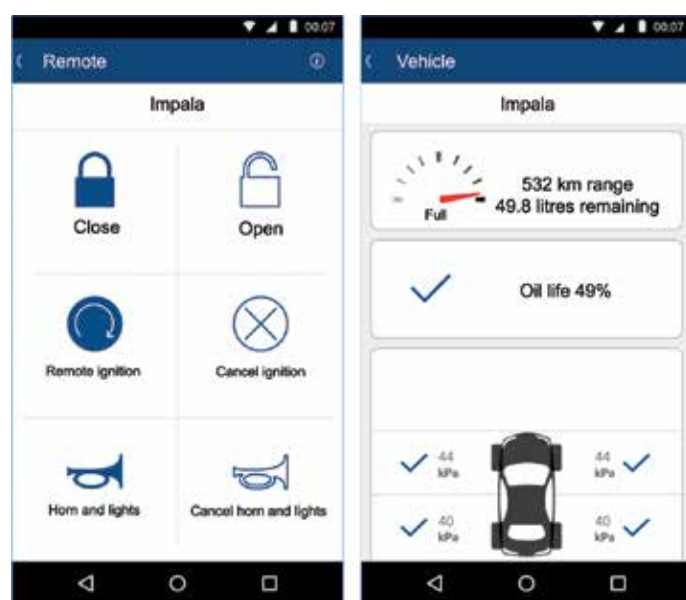 00:07
Remote
Impala
Close
Open
Remote ignition
Cancel ignition
Horn and lights
Cancel horn and lights
00:07
Vehicle
Impala
532 km range
Full
49.8 litres remaining
Oil life 49%
44
kPa
44
kPa
40
kPa
40
kPa